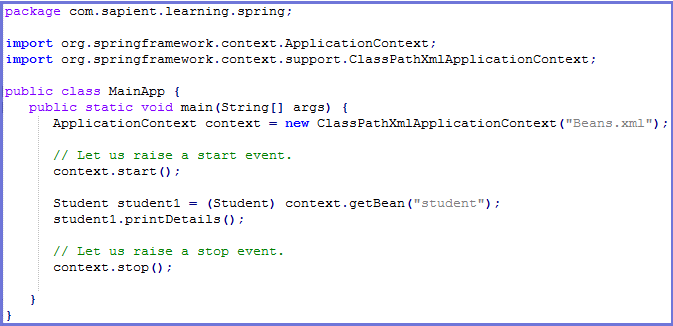 package com.sapient.learning.spring;
import org.springframework.context.ApplicationContext;
import org.springframework.context.support.ClassPathXmlApplicationContext;
public class MainApp {
public static void main(String[] args) {
ApplicationContext context = new ClassPathXmlApplicationContext("Beans.xml");
// Let us raise a start event.
context.start();
Student student1 = (Student) context.getBean("student");
student1.printDetails();
// Let us raise a stop event.
context.stop();
}
}